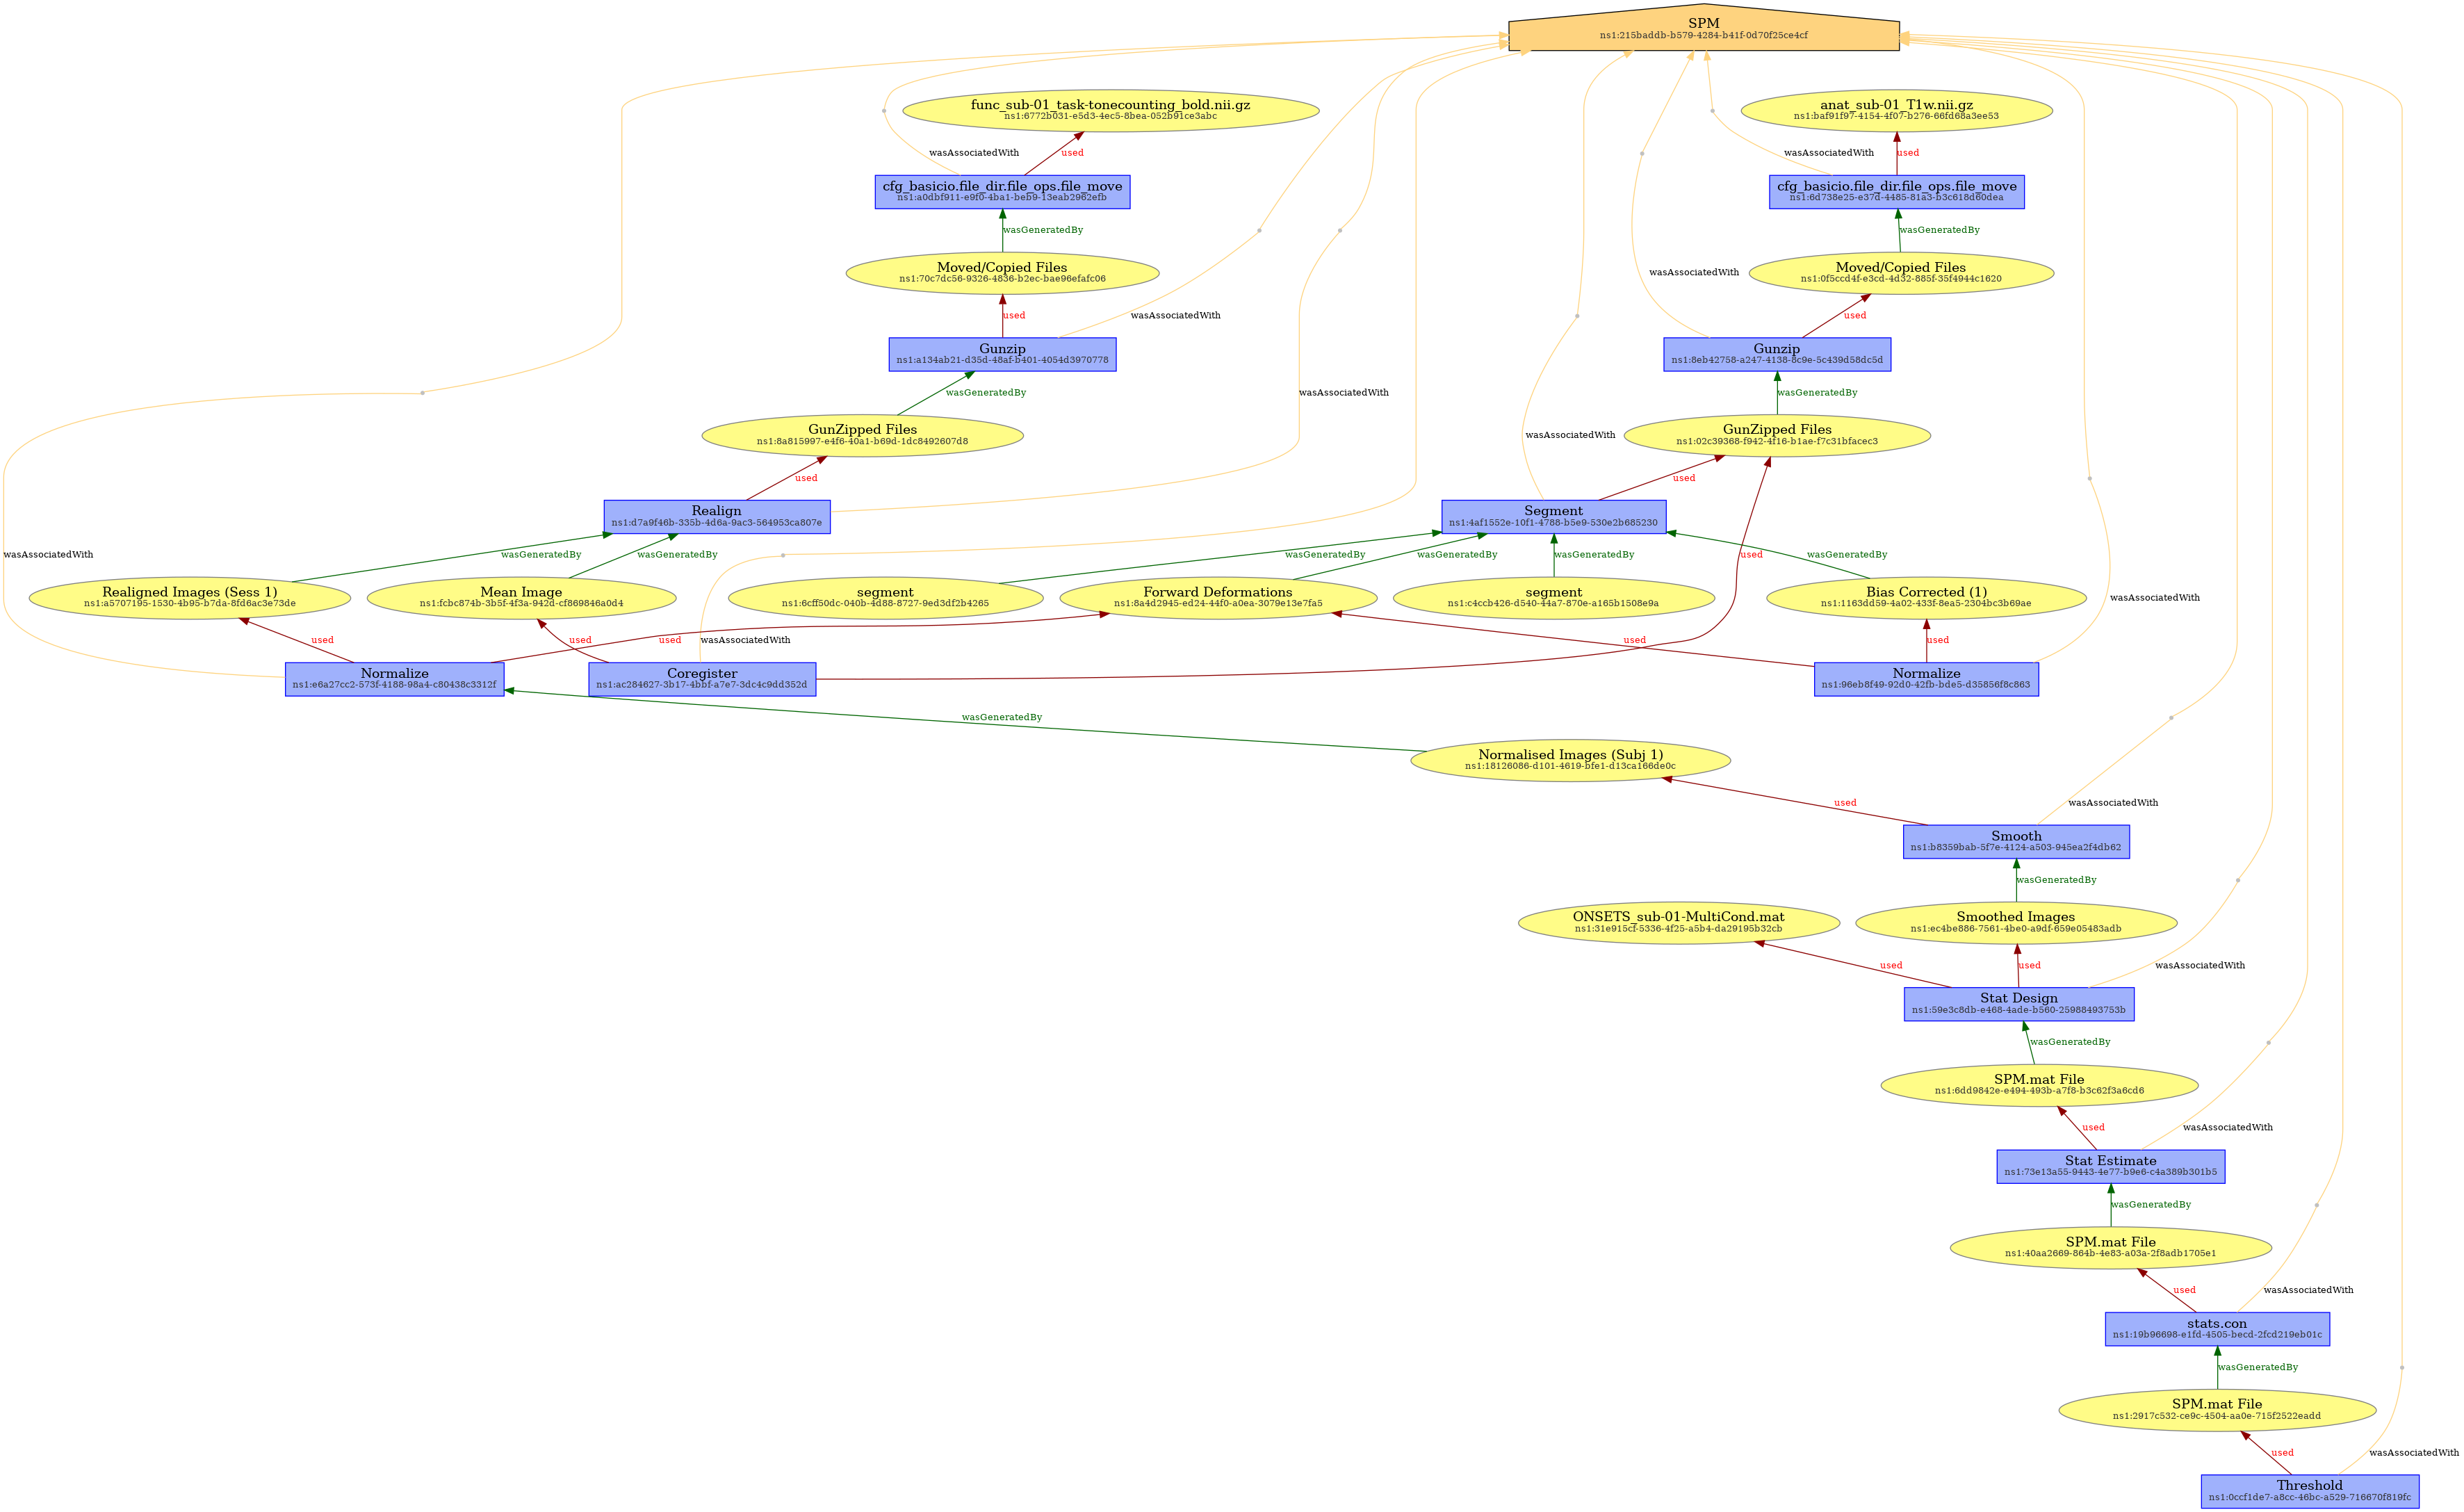 SPM
ns1:215baddb-b579-4284-b41f-0d70f25ce4cf
func_sub-01_task-tonecounting_bold.nii.gz
ns1:6772b031-e5d3-4ec5-8bea-052b91ce3abc
anat_sub-01_T1w.nii.gz
ns1:baf91f97-4154-4f07-b276-66fd68a3ee53
wasAssociatedWith
used
wasAssociatedWith
used
cfg_basicio.file_dir.file_ops.file_move
ns1:a0dbf911-e9f0-4ba1-beb9-13eab2962efb
cfg_basicio.file_dir.file_ops.file_move
ns1:6d738e25-e37d-4485-81a3-b3c618d60dea
wasGeneratedBy
wasGeneratedBy
Moved/Copied Files
ns1:70c7dc56-9326-4836-b2ec-bae96efafc06
wasAssociatedWith
Moved/Copied Files
ns1:0f5ccd4f-e3cd-4d32-885f-35f4944c1620
used
wasAssociatedWith
used
Gunzip
ns1:a134ab21-d35d-48af-b401-4054d3970778
Gunzip
ns1:8eb42758-a247-4138-8c9e-5c439d58dc5d
wasGeneratedBy
wasAssociatedWith
wasGeneratedBy
GunZipped Files
ns1:8a815997-e4f6-40a1-b69d-1dc8492607d8
wasAssociatedWith
GunZipped Files
ns1:02c39368-f942-4f16-b1ae-f7c31bfacec3
used
used
Realign
ns1:d7a9f46b-335b-4d6a-9ac3-564953ca807e
Segment
ns1:4af1552e-10f1-4788-b5e9-530e2b685230
wasAssociatedWith
wasGeneratedBy
wasGeneratedBy
wasGeneratedBy
wasGeneratedBy
wasGeneratedBy
used
wasGeneratedBy
Realigned Images (Sess 1)
ns1:a5707195-1530-4b95-b7da-8fd6ac3e73de
Mean Image
ns1:fcbc874b-3b5f-4f3a-942d-cf869846a0d4
segment
ns1:6cff50dc-040b-4d88-8727-9ed3df2b4265
Forward Deformations
ns1:8a4d2945-ed24-44f0-a0ea-3079e13e7fa5
segment
ns1:c4ccb426-d540-44a7-870e-a165b1508e9a
Bias Corrected (1)
ns1:1163dd59-4a02-433f-8ea5-2304bc3b69ae
wasAssociatedWith
used
used
used
wasAssociatedWith
used
used
Normalize
ns1:e6a27cc2-573f-4188-98a4-c80438c3312f
Coregister
ns1:ac284627-3b17-4bbf-a7e7-3dc4c9dd352d
Normalize
ns1:96eb8f49-92d0-42fb-bde5-d35856f8c863
wasGeneratedBy
Normalised Images (Subj 1)
ns1:18126086-d101-4619-bfe1-d13ca166de0c
used
wasAssociatedWith
Smooth
ns1:b8359bab-5f7e-4124-a503-945ea2f4db62
wasGeneratedBy
ONSETS_sub-01-MultiCond.mat
ns1:31e915cf-5336-4f25-a5b4-da29195b32cb
Smoothed Images
ns1:ec4be886-7561-4be0-a9df-659e05483adb
used
used
wasAssociatedWith
Stat Design
ns1:59e3c8db-e468-4ade-b560-25988493753b
wasGeneratedBy
SPM.mat File
ns1:6dd9842e-e494-493b-a7f8-b3c62f3a6cd6
used
wasAssociatedWith
Stat Estimate
ns1:73e13a55-9443-4e77-b9e6-c4a389b301b5
wasGeneratedBy
SPM.mat File
ns1:40aa2669-864b-4e83-a03a-2f8adb1705e1
used
wasAssociatedWith
stats.con
ns1:19b96698-e1fd-4505-becd-2fcd219eb01c
wasGeneratedBy
SPM.mat File
ns1:2917c532-ce9c-4504-aa0e-715f2522eadd
used
wasAssociatedWith
Threshold
ns1:0ccf1de7-a8cc-46bc-a529-716670f819fc